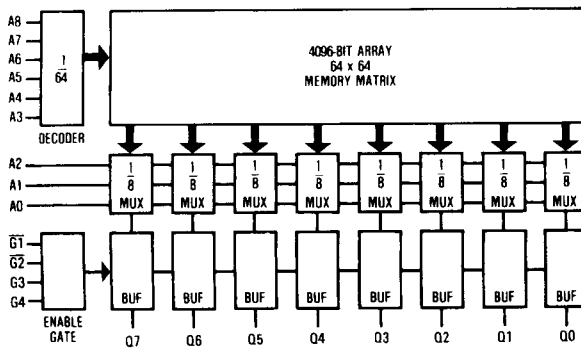 A8
A7
A6
A5
A4
A3
1
64
DECODER
4096-BIT ARRAY
64 x 64
MEMORY MATRIX
A2
A1
A0
1 1 1 1 1 1 1 1
8 8 8 8 8 8 8 8
MUX MUX MUX MUX MUX MUX MUX MUX
G1
G2
G3
G4
ENABLE
GATE
BUF BUF BUF BUF BUF BUF BUF BUF
Q7 Q6 Q5 Q4 Q3 Q2 Q1 Q0